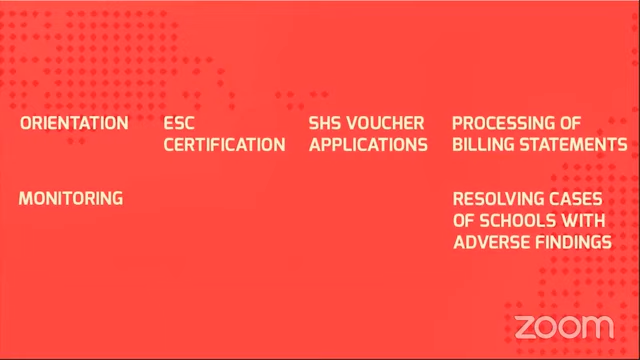 ORIENTATION
ESC
CERTIFICATION
SHS VOUCHER
APPLICATIONS
PROCESSING OF
BILLING STATEMENTS
MONITORING
RESOLVING CASES
OF SCHOOLS WITH
ADVERSE FINDINGS
zoom